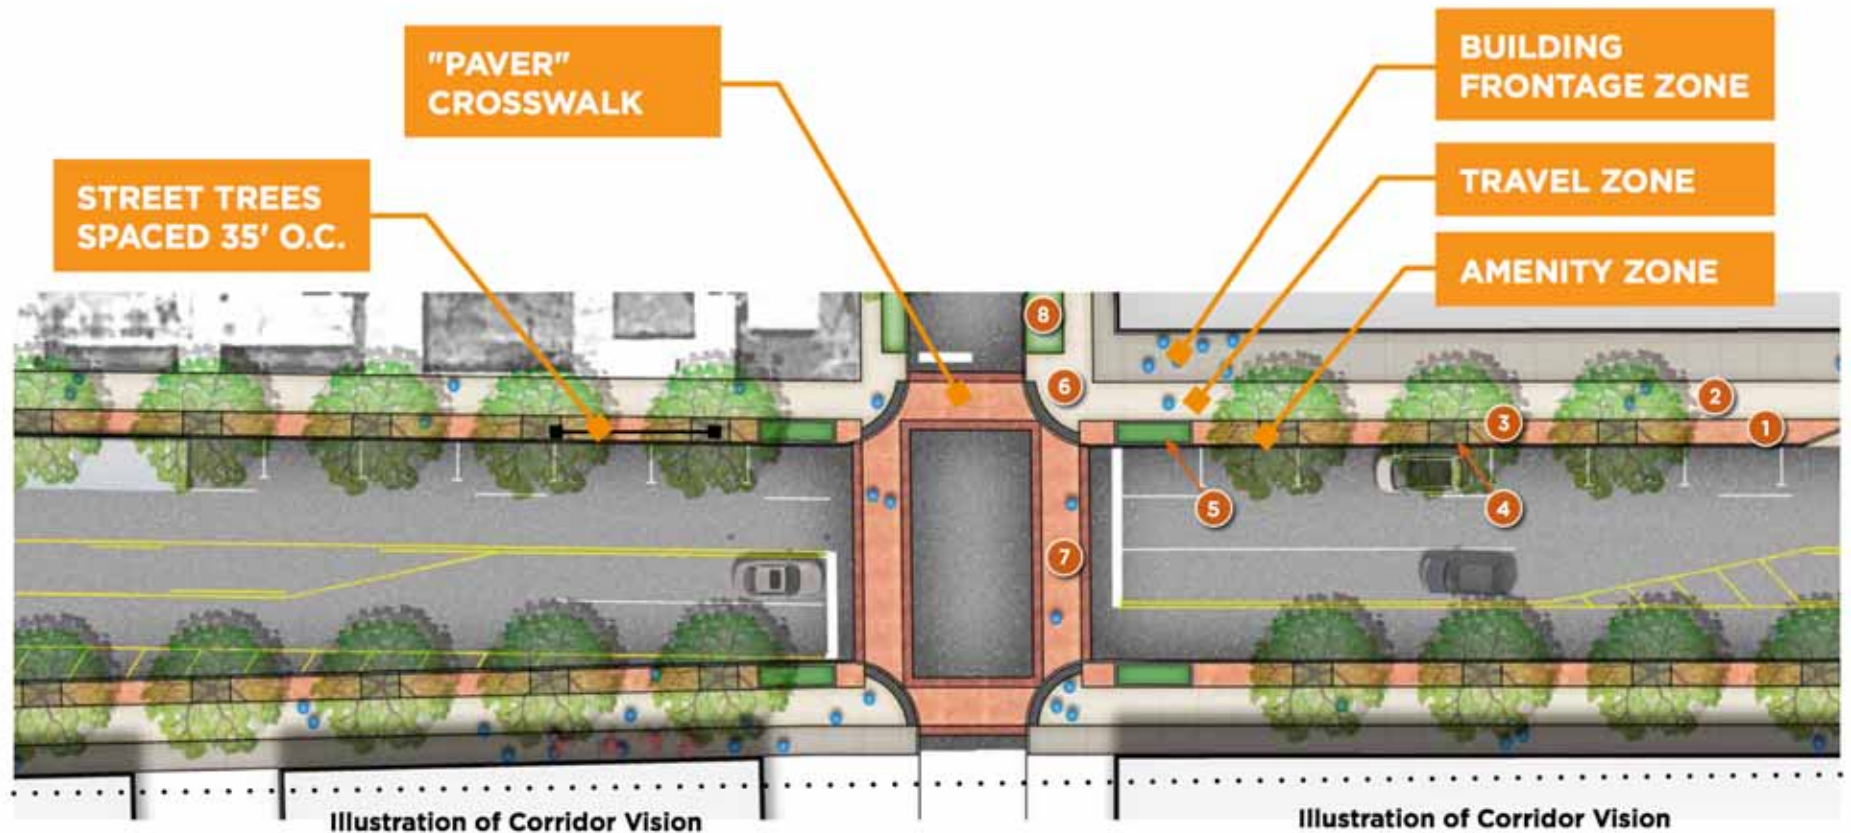 "PAVER"
CROSSWALK
BUILDING
FRONTAGE ZONE
TRAVEL ZONE
STREET TREES
SPACED 35' O.C.
AMENITY ZONE
8
6
2
3
1
5
4
7
Illustration of Corridor Vision
Illustration of Corridor Vision